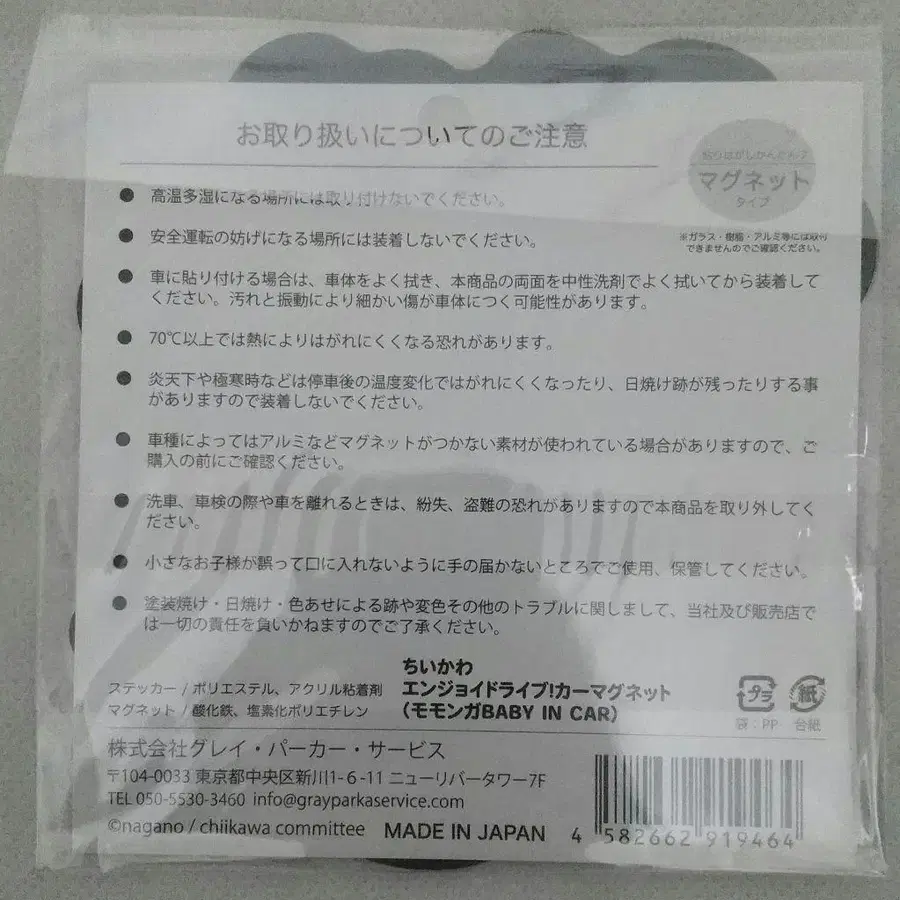 お取り扱いについてのご注意
貼りはがしかんたん♪
マグネット
タイプ
※ガラス・樹脂・アルミ等には取付
できませんのでご確認ください。
● 高温多湿になる場所には取り付けないでください。
● 安全運転の妨げになる場所には装着しないでください。
● 車に貼り付ける場合は、車体をよく拭き、本商品の両面を中性洗剤でよく拭いてから装着して
ください。汚れと振動により細かい傷が車体につく可能性があります。
● 70℃以上では熱によりはがれにくくなる恐れがあります。
● 炎天下や極寒時などは停車後の温度変化ではがれにくくなったり、日焼け跡が残ったりする事
がありますので装着しないでください。
● 車種によってはアルミなどマグネットがつかない素材が使われている場合がありますので、ご
購入の前にご確認ください。
● 洗車、車検の際や車を離れるときは、紛失、盗難の恐れがありますので本商品を取り外してく
ださい。
● 小さなお子様が誤って口に入れないように手の届かないところでご使用、保管してください。
● 塗装焼け・日焼け・色あせによる跡や変色その他のトラブルに関しまして、当社及び販売店で
は一切の責任を負いかねますのでご了承ください。
ステッカー / ポリエステル、アクリル粘着剤
マグネット / 酸化鉄、塩素化ポリエチレン
ちいかわ
エンジョイドライブ!カーマグネット
（モモンガBABY IN CAR）
プラ
紙
袋：PP
台紙
株式会社グレイ・パーカー・サービス
〒104-0033 東京都中央区新川1-6-11 ニューリバータワー7F
TEL 050-5530-3460 info@grayparkaservice.com
©nagano / chiikawa committee MADE IN JAPAN
4 582662 919464